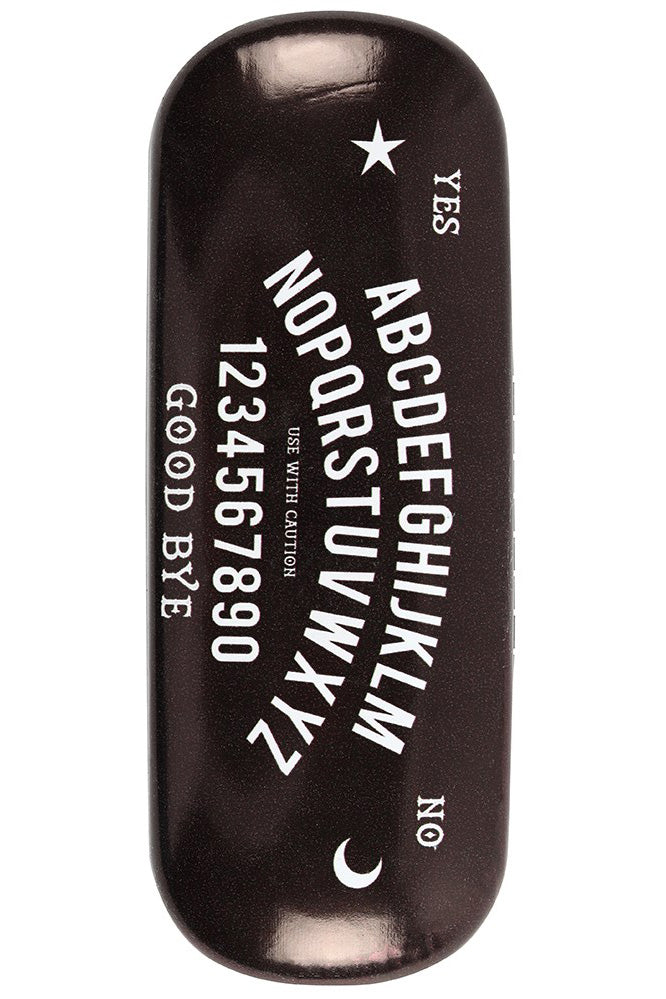 YES
NO
ABCDEFGHIJKLM
NOPQRSTUVWXYZ
USE WITH CAUTION
1234567890
GOOD BYE